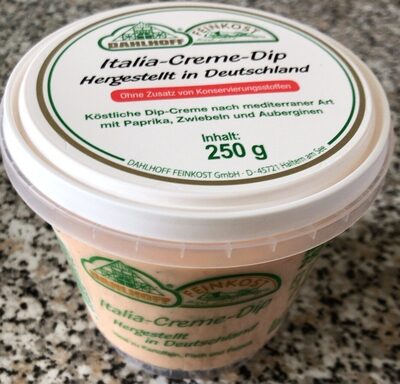 DAHLHOFF FEINKOST
Italia-Creme-Dip
Hergestellt in Deutschland
Ohne Zusatz von Konservierungsstoffen
Köstliche Dip-Creme nach mediterraner Art
mit Paprika, Zwiebeln und Auberginen
Inhalt:
250 g
DAHLHOFF FEINKOST GmbH · D-45721 Haltern am See
DAHLHOFF FEINKOST
Italia-Creme-Dip
Hergestellt
in Deutschland